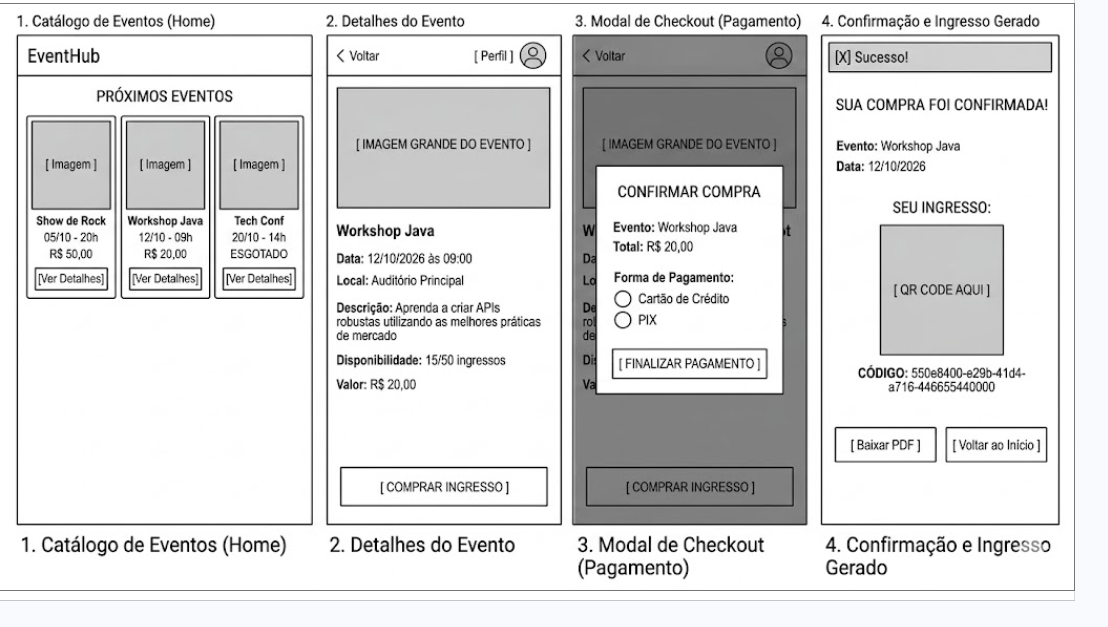 1. Catálogo de Eventos (Home)
EventHub
PRÓXIMOS EVENTOS
[ Imagem ]
Show de Rock
05/10 - 20h
R$ 50,00
[Ver Detalhes]
[ Imagem ]
Workshop Java
12/10 - 09h
R$ 20,00
[Ver Detalhes]
[ Imagem ]
Tech Conf
20/10 - 14h
ESGOTADO
[Ver Detalhes]
1. Catálogo de Eventos (Home)
2. Detalhes do Evento
< Voltar
[ Perfil ]
[ IMAGEM GRANDE DO EVENTO ]
Workshop Java
Data: 12/10/2026 às 09:00
Local: Auditório Principal
Descrição: Aprenda a criar APIs
robustas utilizando as melhores práticas
de mercado
Disponibilidade: 15/50 ingressos
Valor: R$ 20,00
[ COMPRAR INGRESSO ]
2. Detalhes do Evento
3. Modal de Checkout (Pagamento)
< Voltar
[ IMAGEM GRANDE DO EVENTO ]
CONFIRMAR COMPRA
Evento: Workshop Java
Total: R$ 20,00
Forma de Pagamento:
Cartão de Crédito
PIX
[ FINALIZAR PAGAMENTO ]
[ COMPRAR INGRESSO ]
3. Modal de Checkout
(Pagamento)
4. Confirmação e Ingresso Gerado
[X] Sucesso!
SUA COMPRA FOI CONFIRMADA!
Evento: Workshop Java
Data: 12/10/2026
SEU INGRESSO:
[ QR CODE AQUI ]
CÓDIGO: 550e8400-e29b-41d4-
a716-446655440000
[ Baixar PDF ]
[ Voltar ao Início ]
4. Confirmação e Ingresso
Gerado